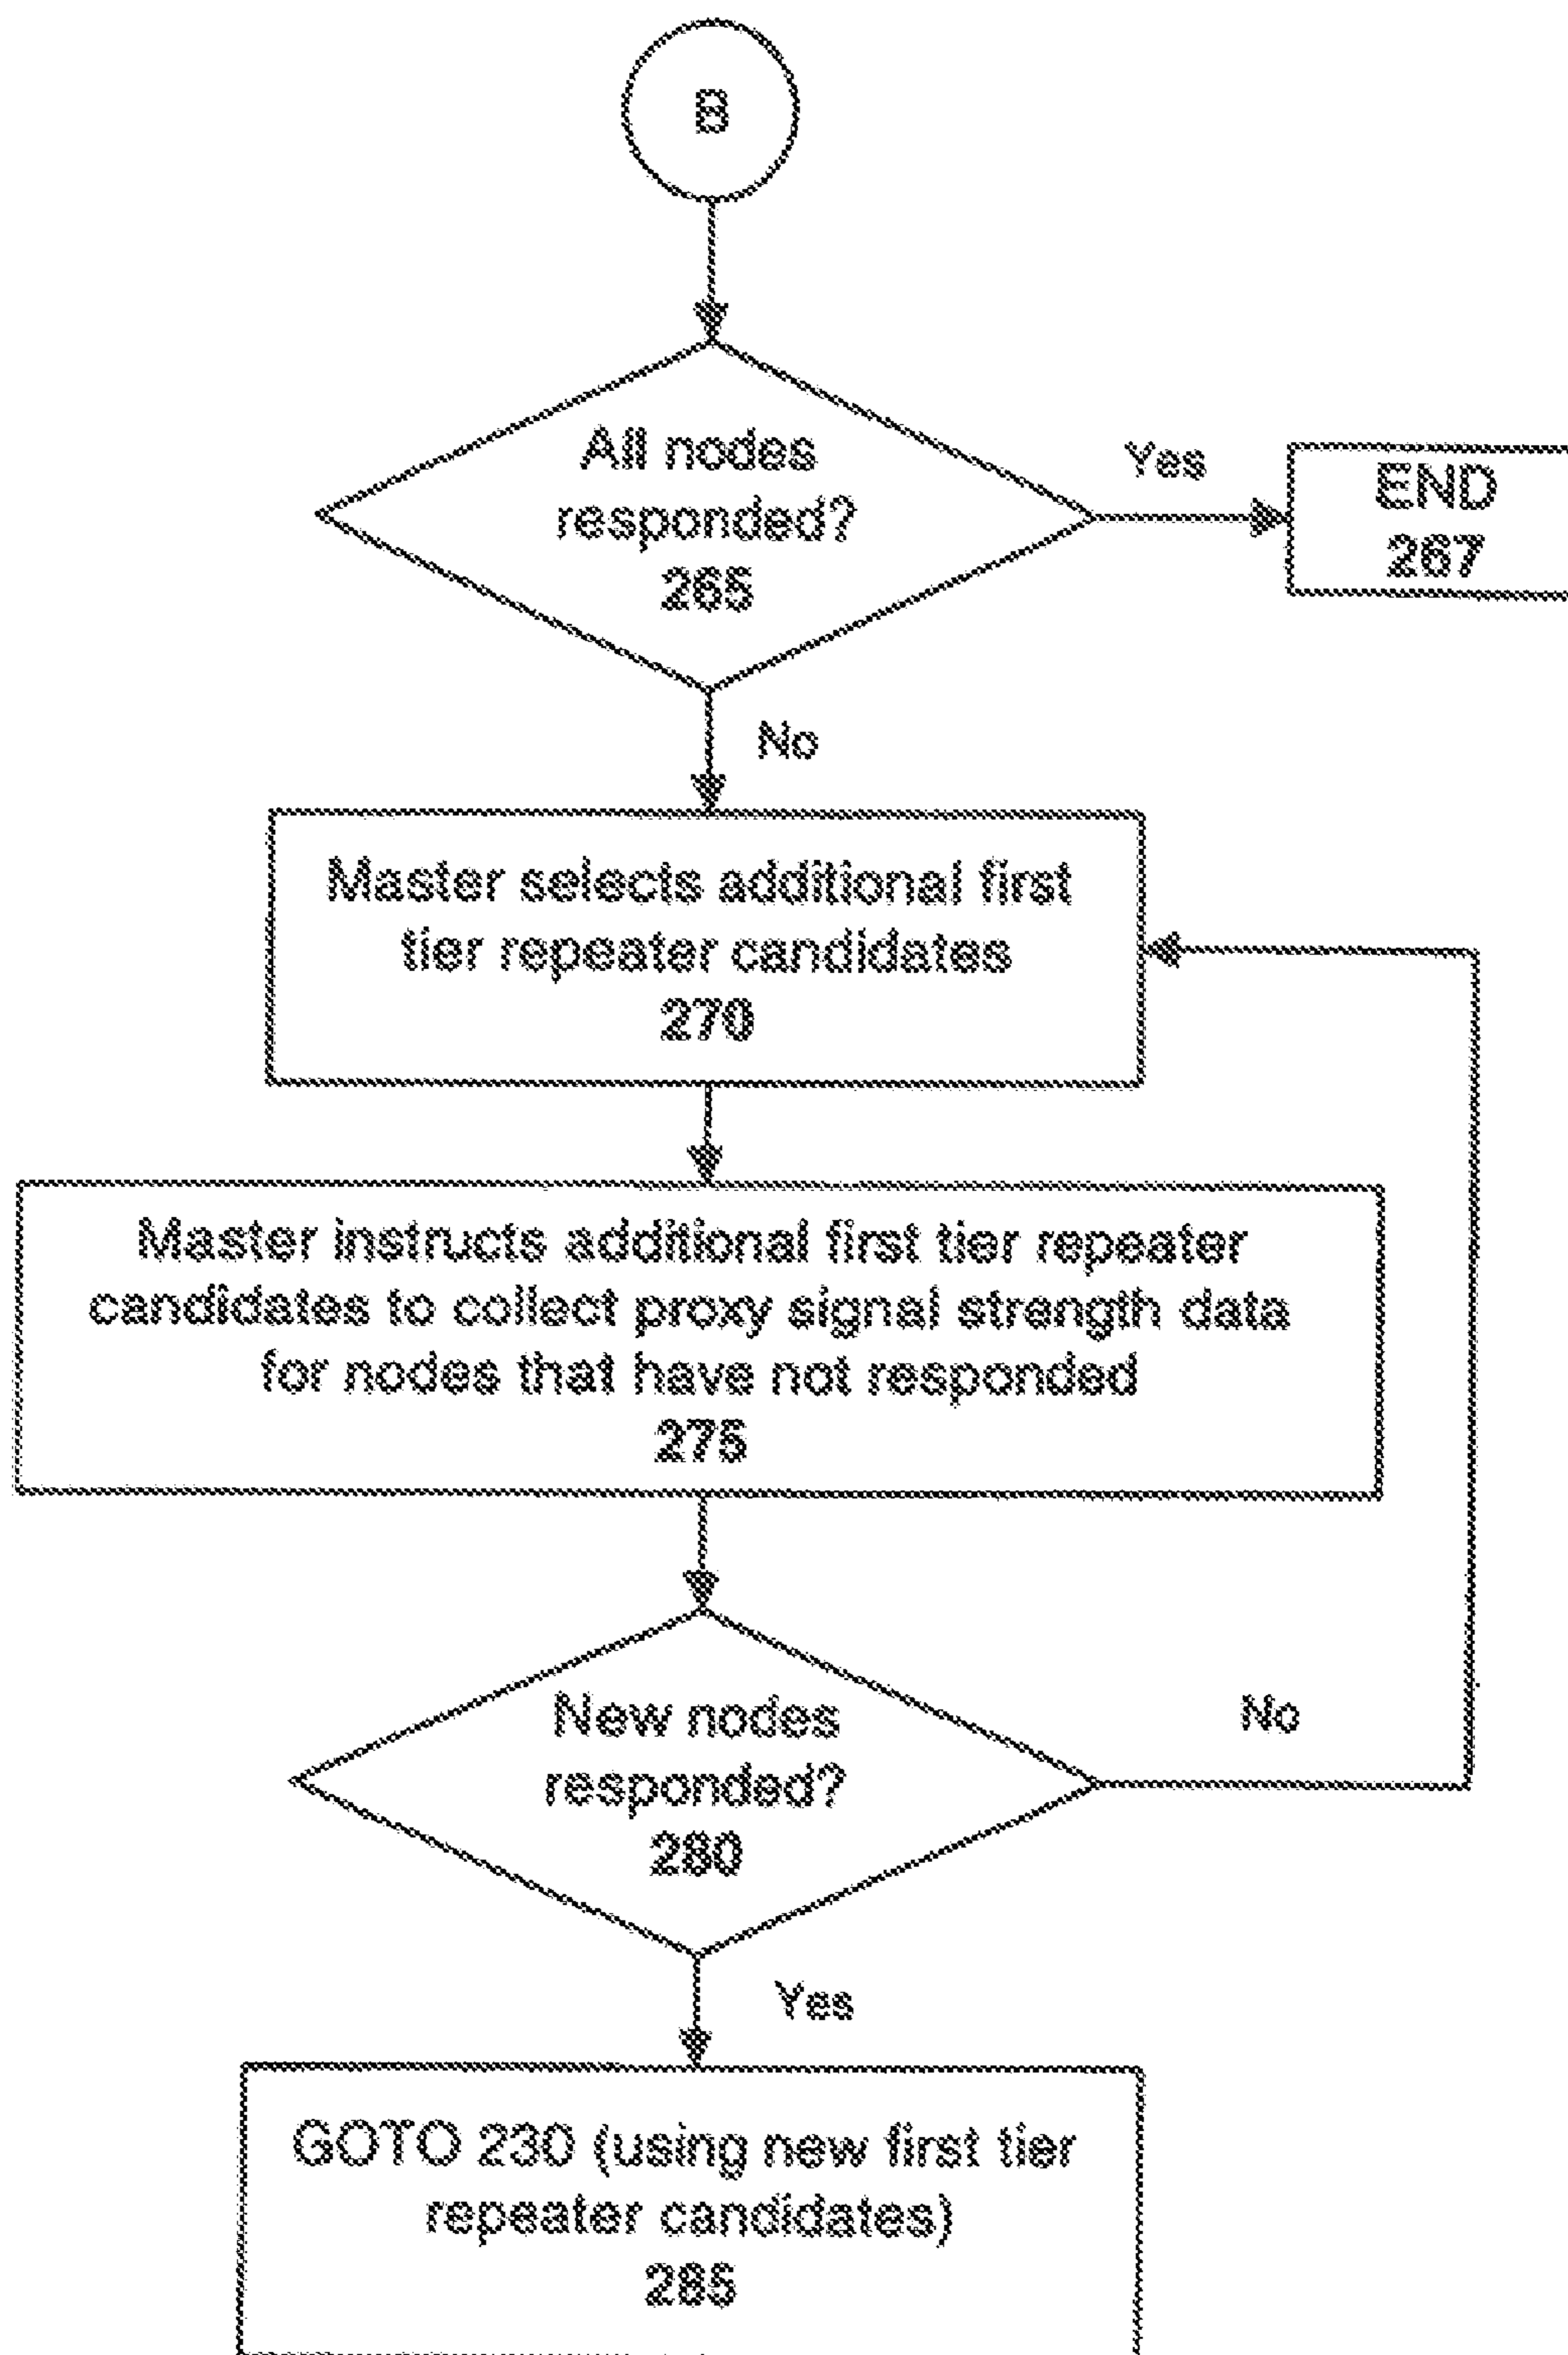 B
All nodes
responded?
265
Yes
END
267
No
Master selects additional first
tier repeater candidates
270
Master instructs additional first tier repeater
candidates to collect proxy signal strength data
for nodes that have not responded
275
New nodes
responded?
280
No
Yes
GOTO 230 (using new first tier
repeater candidates)
285